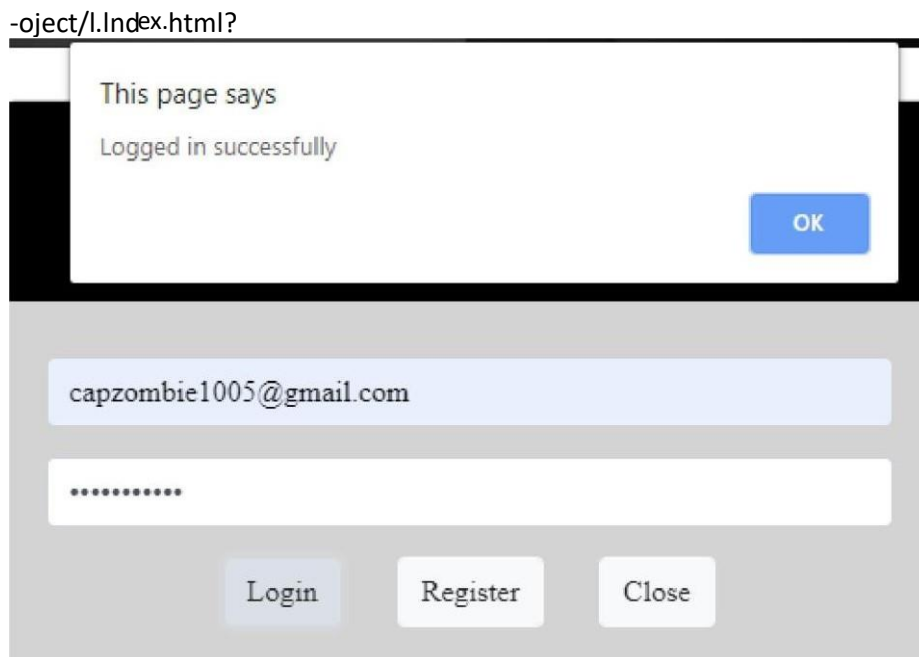 -oject/l.Index.html?
This page says
Logged in successfully
OK
capzombie1005@gmail.com
•••••••••••
Login Register Close